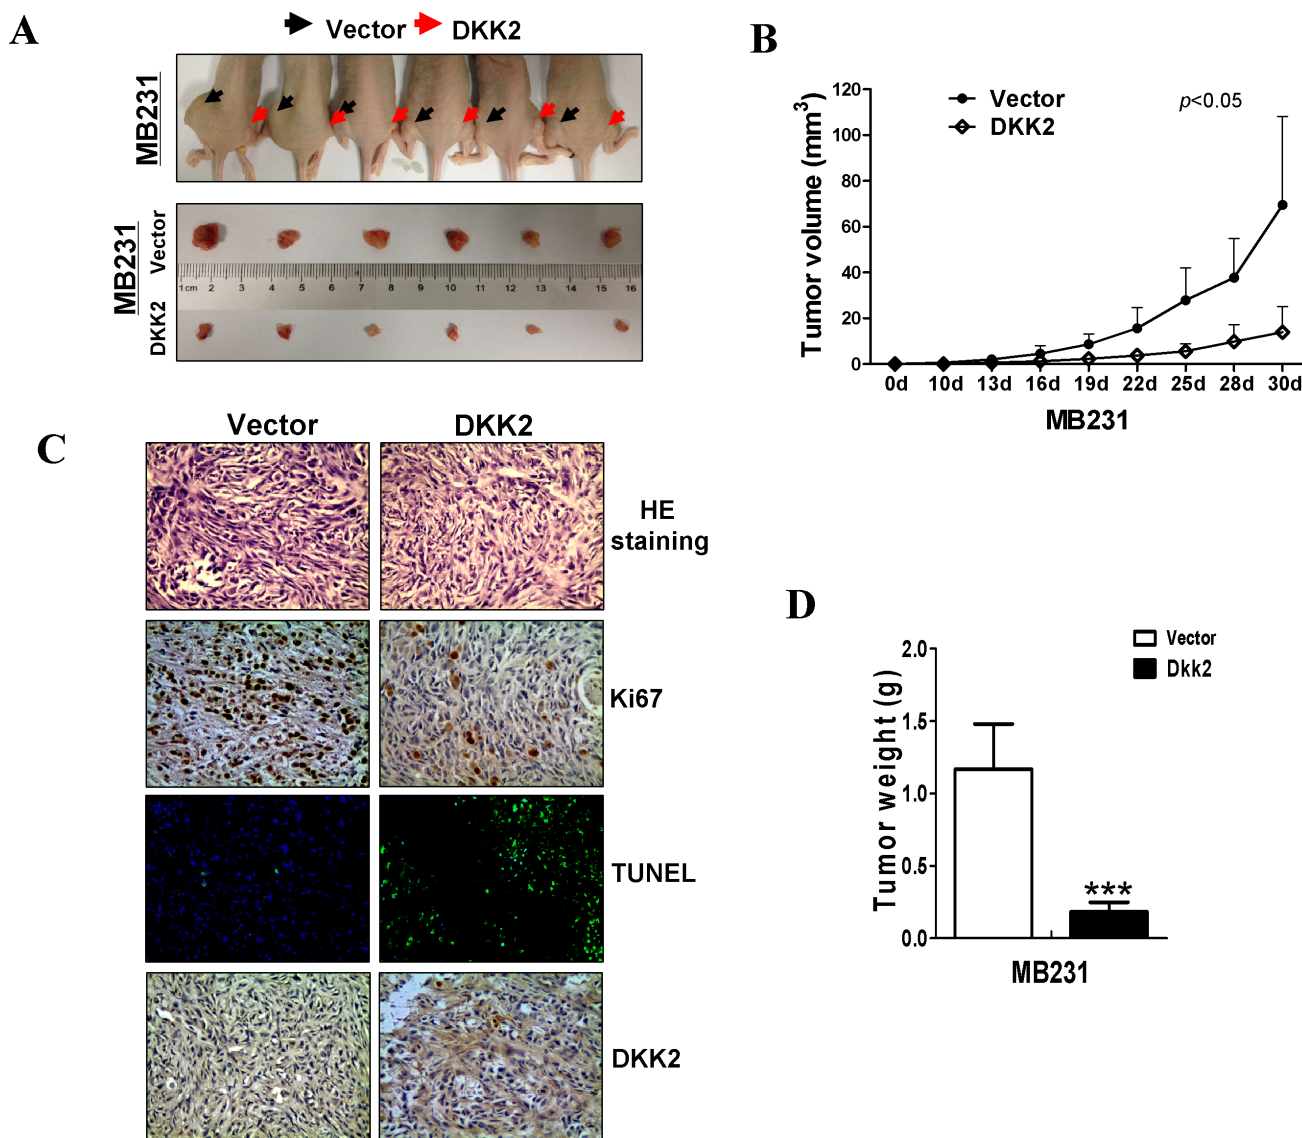 A
Vector DKK2
MB231
MB231
Vector
DKK2
1cm 2 3 4 5 6 7 8 9 10 11 12 13 14 15 16
B
Tumor volume (mm3)
120
100
80
60
40
20
0
Vector
DKK2
p<0.05
0d 10d 13d 16d 19d 22d 25d 28d 30d
MB231
C
Vector DKK2
HE
staining
Ki67
TUNEL
DKK2
D
Vector
Dkk2
Tumor weight (g)
2.0
1.5
1.0
0.5
0.0
***
MB231